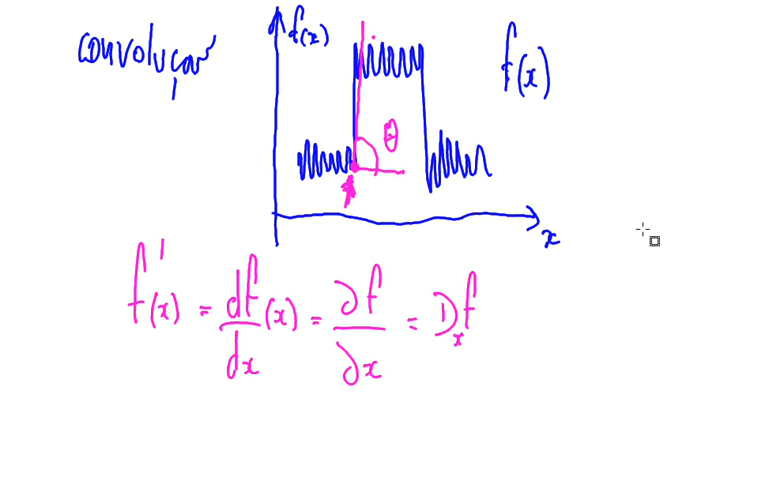 convolução
f(x)
f(x)
θ
x
f'(x) = df/dx (x) = ∂f/∂x = Dₓf